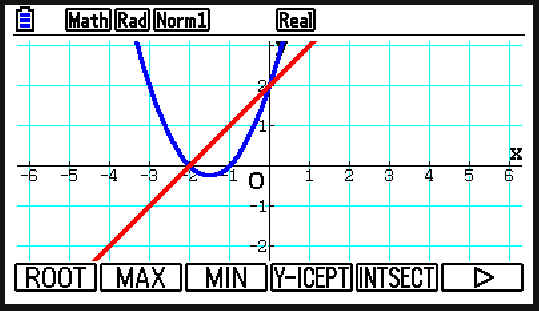 Math Rad Norm1 Real
y
2
1
x
-6 -5 -4 -3 -2 -1 O 1 2 3 4 5 6
-1
-2
ROOT MAX MIN Y-ICEPT INTSECT ▷